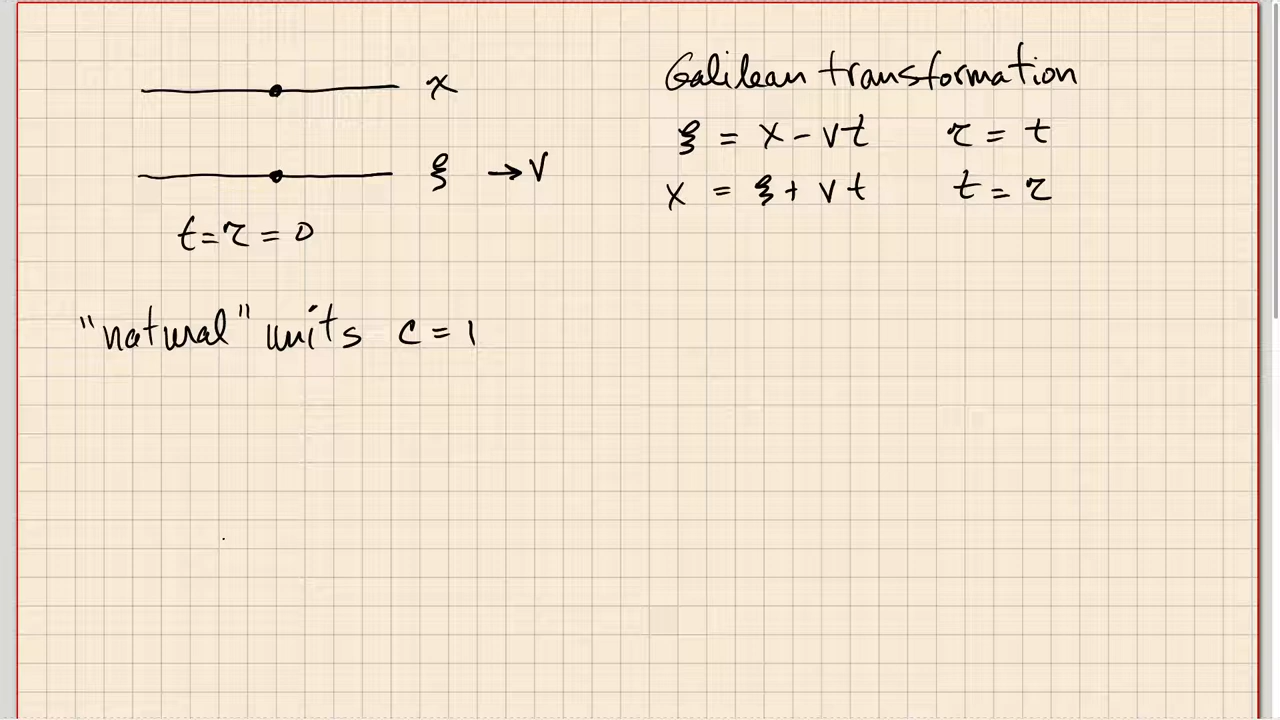 x
ξ → V
t = τ = 0
Galilean transformation
ξ = x - vt τ = t
x = ξ + vt t = τ
"natural" units c = 1